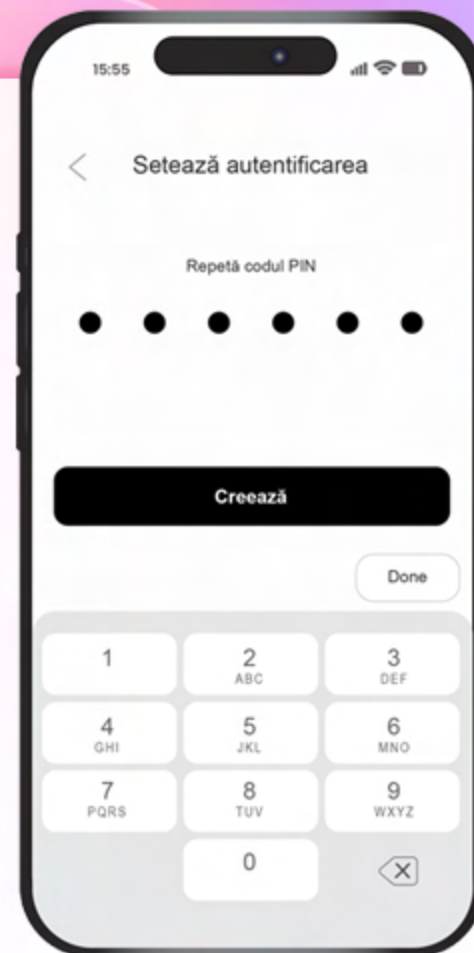 15:55
Setează autentificarea
Repetă codul PIN
Creează
Done
1
2
3
ABC
DEF
4
5
6
GHI
JKL
MNO
7
8
9
PQRS
TUV
WXYZ
0